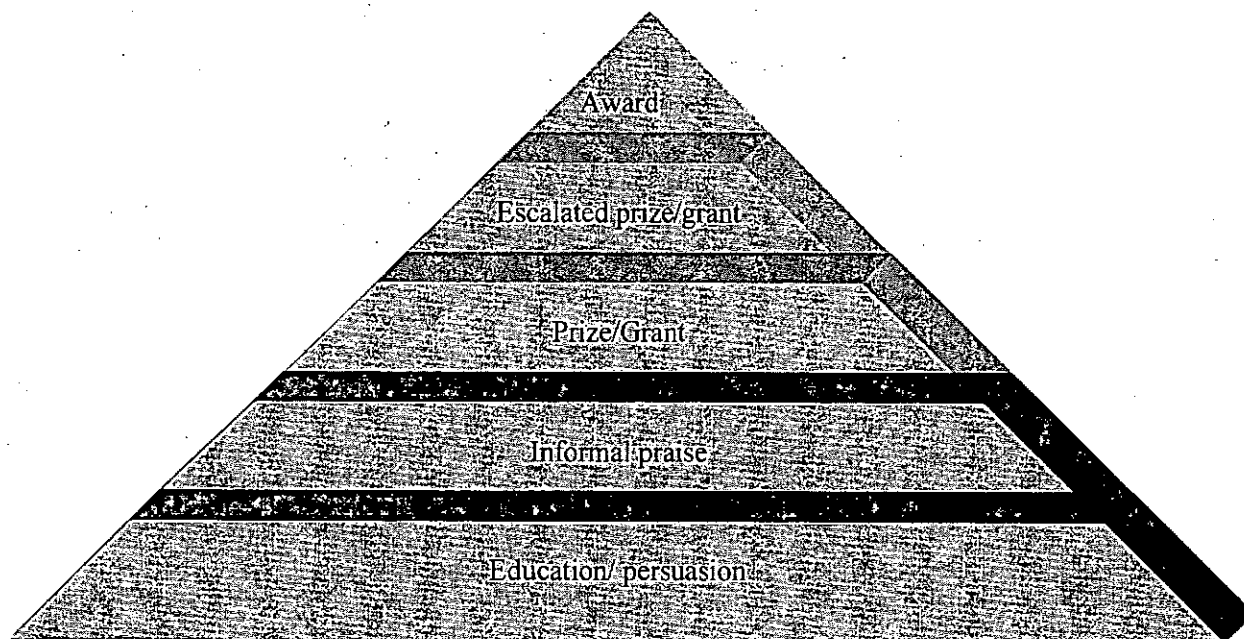 Award
Escalated prize/grant
Prize/Grant
Informal praise
Education/ persuasion